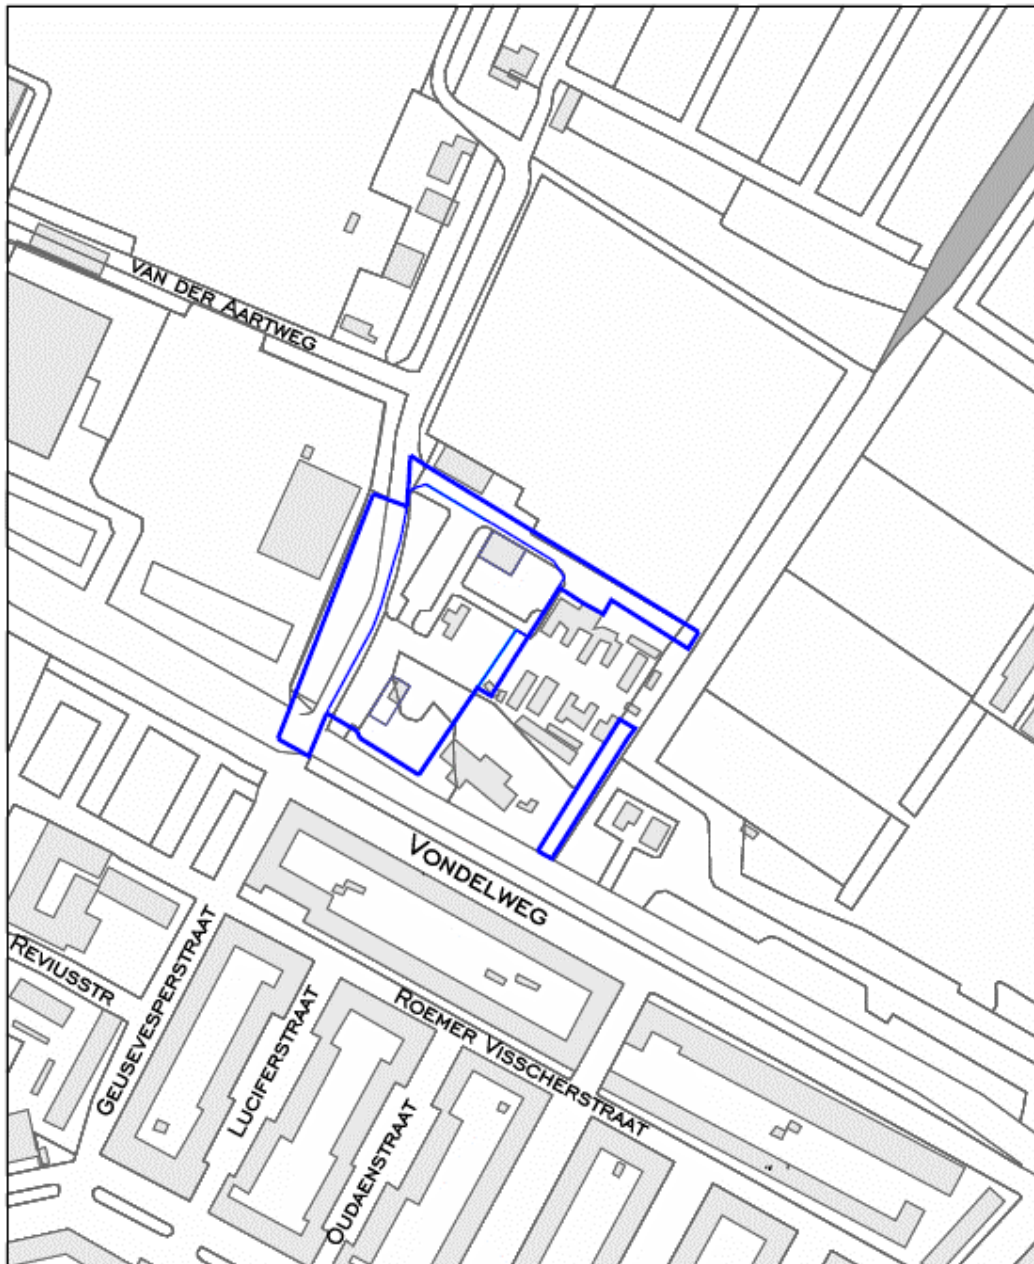 VAN DER AARTWEG
VONDELWEG
REVIUSSTR
GEUSEVESPERSTRAAT
LUCIFERSTRAAT
ROEMER VISSCHERSTRAAT
OUDAENSTRAAT